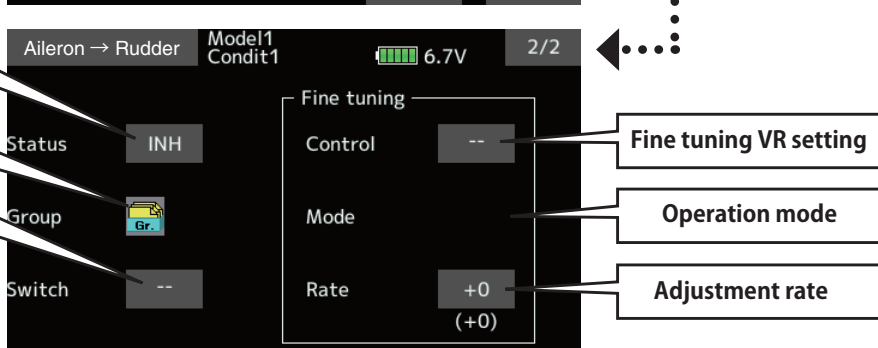 Aileron → Rudder
Model1
Condit1
6.7V
2/2
Fine tuning
Status
INH
Control
--
Fine tuning VR setting
Group
Gr.
Mode
Operation mode
Switch
--
Rate
+0
Adjustment rate
(+0)